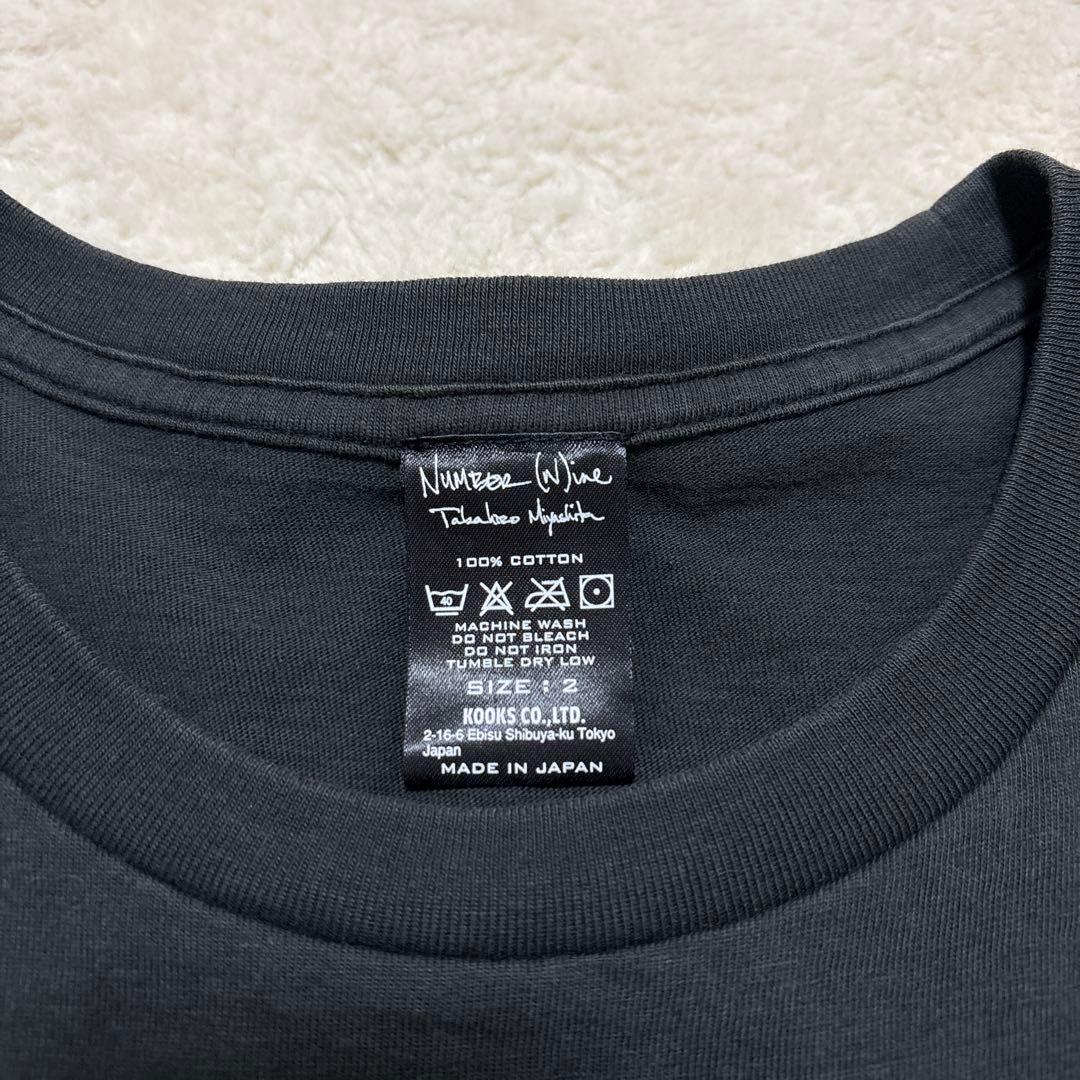 NUMBER (N)ine
Takahiro Miyashita
100% COTTON
40
MACHINE WASH
DO NOT BLEACH
DO NOT IRON
TUMBLE DRY LOW
SIZE : 2
KOOKS CO.,LTD.
2-16-6 Ebisu Shibuya-ku Tokyo
Japan
MADE IN JAPAN